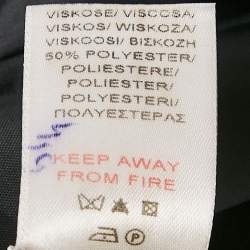 VISKOSE/VISCOSA/
VISKOS/WISKOZA
VISKOOSI/ΒΙΣΚΟΖΗ
50% POLYESTER/
POLIESTERE/
POLIESTER/
POLYESTERI/
ΠΟΛΥΕΣΤΕΡΑΣ
KEEP AWAY
FROM FIRE